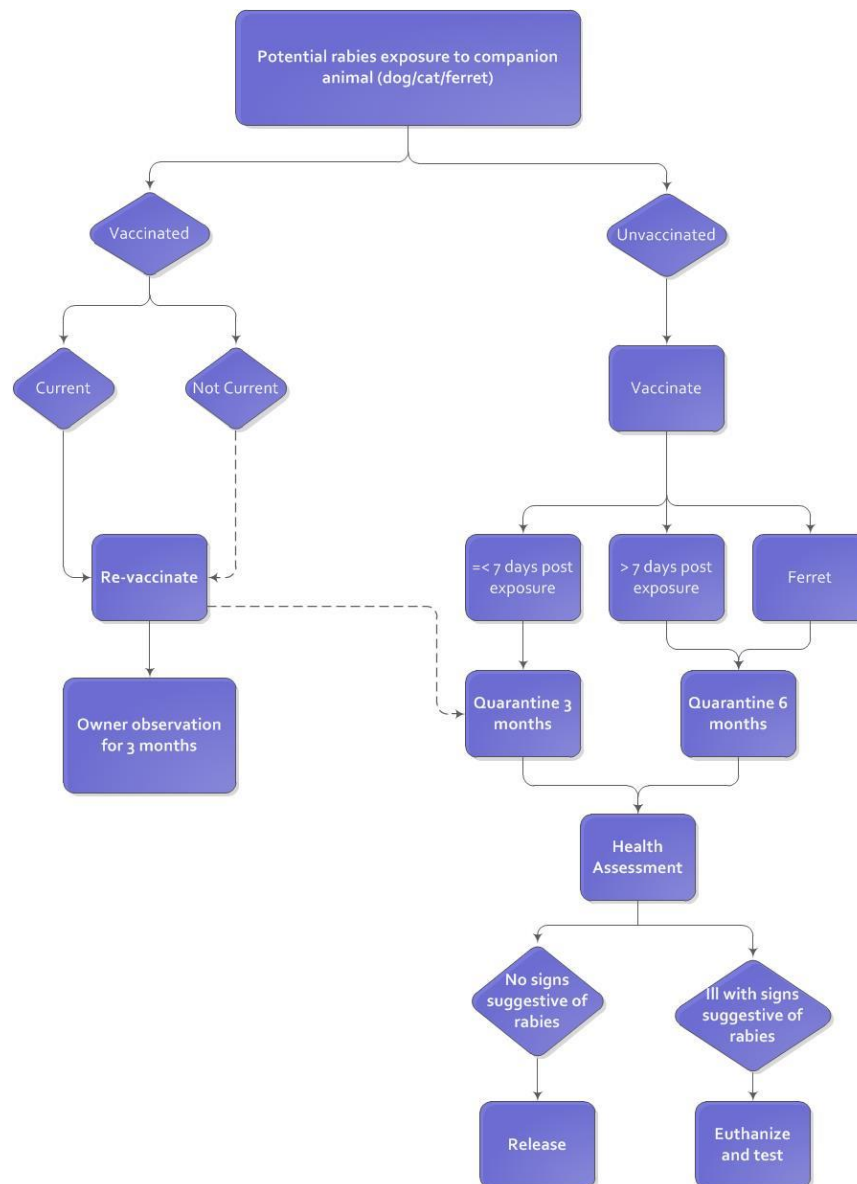 Potential rabies exposure to companion
animal (dog/cat/ferret)
Vaccinated
Unvaccinated
Current
Not Current
Vaccinate
Re-vaccinate
=< 7 days post
exposure
> 7 days post
exposure
Ferret
Owner observation
for 3 months
Quarantine 3
months
Quarantine 6
months
Health
Assessment
No signs
suggestive of
rabies
Ill with signs
suggestive of
rabies
Release
Euthanize
and test